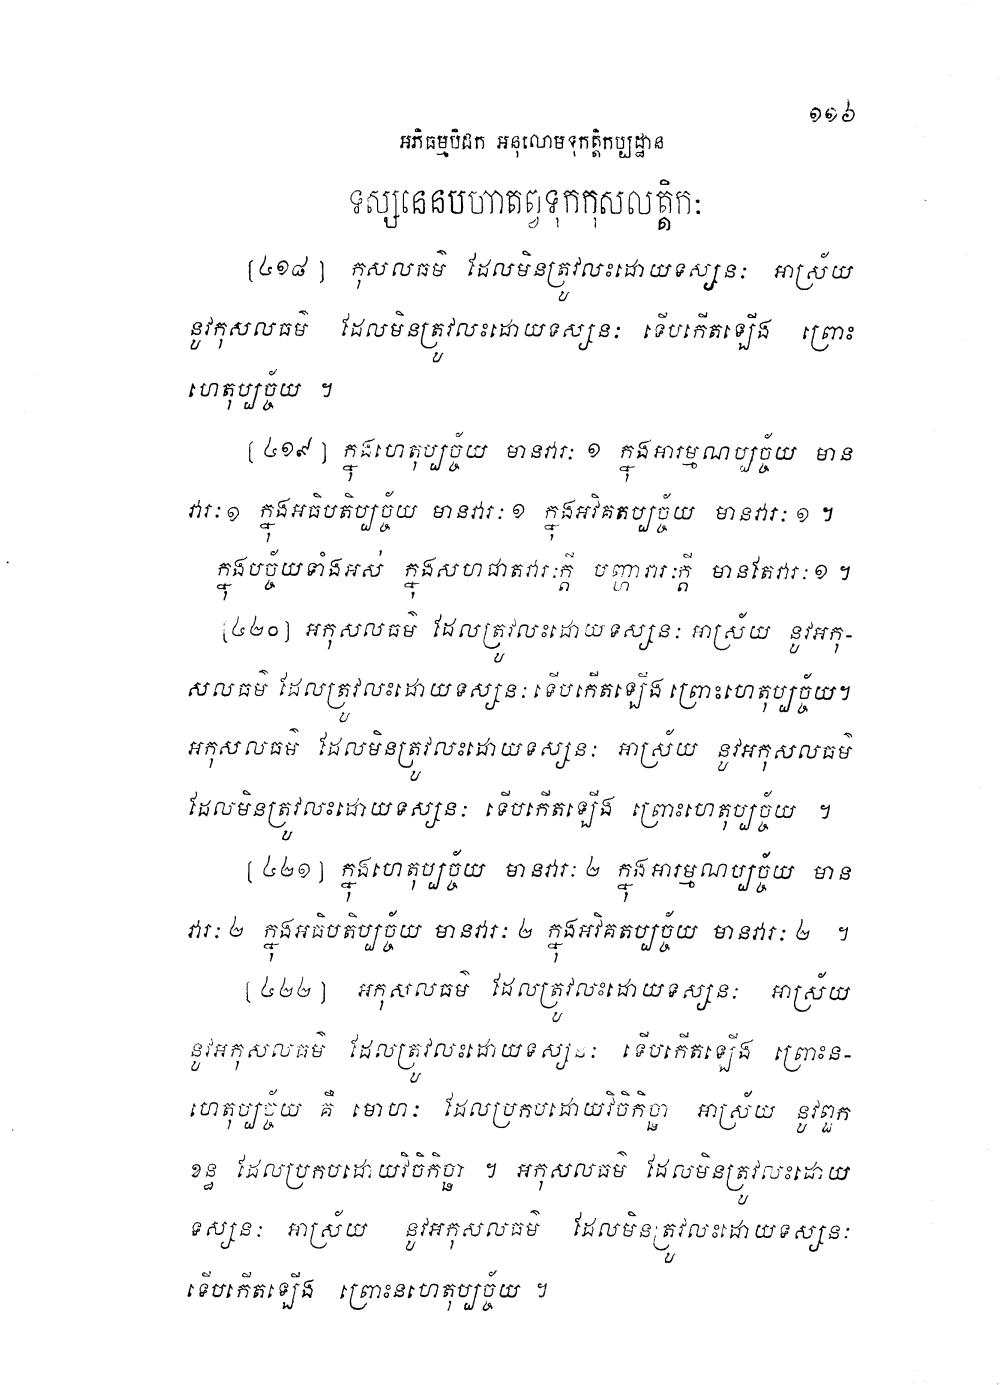 ១១៦
អភិធម្មបិដក អនុលោមទុកត្តិកប្បដ្ឋាន
ទស្សនេនបហាតព្វទុកកុសលត្តិកៈ
[៤១៨] កុសលធម៌ ដែលមិនត្រូវលះដោយទស្សនៈ អាស្រ័យ
នូវកុសលធម៌ ដែលមិនត្រូវលះដោយទស្សនៈ ទើបកើតឡើង ព្រោះ
ហេតុប្បច្ច័យ ។
[៤១៩] ក្នុងហេតុប្បច្ច័យ មានវារៈ ១ ក្នុងអារម្មណប្បច្ច័យ មាន
វារៈ ១ ក្នុងអធិបតិប្បច្ច័យ មានវារៈ ១ ក្នុងអវិគតប្បច្ច័យ មានវារៈ ១ ។
ក្នុងបច្ច័យទាំងអស់ ក្នុងសហជាតវារៈក្តី បញ្ហាវារៈក្តី មានតែវារៈ ១ ។
[៤២០] អកុសលធម៌ ដែលត្រូវលះដោយទស្សនៈ អាស្រ័យ នូវអកុ-
សលធម៌ ដែលត្រូវលះដោយទស្សនៈ ទើបកើតឡើង ព្រោះហេតុប្បច្ច័យ។
អកុសលធម៌ ដែលមិនត្រូវលះដោយទស្សនៈ អាស្រ័យ នូវអកុសលធម៌
ដែលមិនត្រូវលះដោយទស្សនៈ ទើបកើតឡើង ព្រោះហេតុប្បច្ច័យ ។
[៤២១] ក្នុងហេតុប្បច្ច័យ មានវារៈ ២ ក្នុងអារម្មណប្បច្ច័យ មាន
វារៈ ២ ក្នុងអធិបតិប្បច្ច័យ មានវារៈ ២ ក្នុងអវិគតប្បច្ច័យ មានវារៈ ២ ។
[៤២២] អកុសលធម៌ ដែលត្រូវលះដោយទស្សនៈ អាស្រ័យ
នូវអកុសលធម៌ ដែលត្រូវលះដោយទស្សនៈ ទើបកើតឡើង ព្រោះន-
ហេតុប្បច្ច័យ គឺ មោហៈ ដែលប្រកបដោយវិចិកិច្ឆា អាស្រ័យ នូវពួក
ខន្ធ ដែលប្រកបដោយវិចិកិច្ឆា ។ អកុសលធម៌ ដែលមិនត្រូវលះដោយ
ទស្សនៈ អាស្រ័យ នូវអកុសលធម៌ ដែលមិនត្រូវលះដោយទស្សនៈ
ទើបកើតឡើង ព្រោះនហេតុប្បច្ច័យ ។